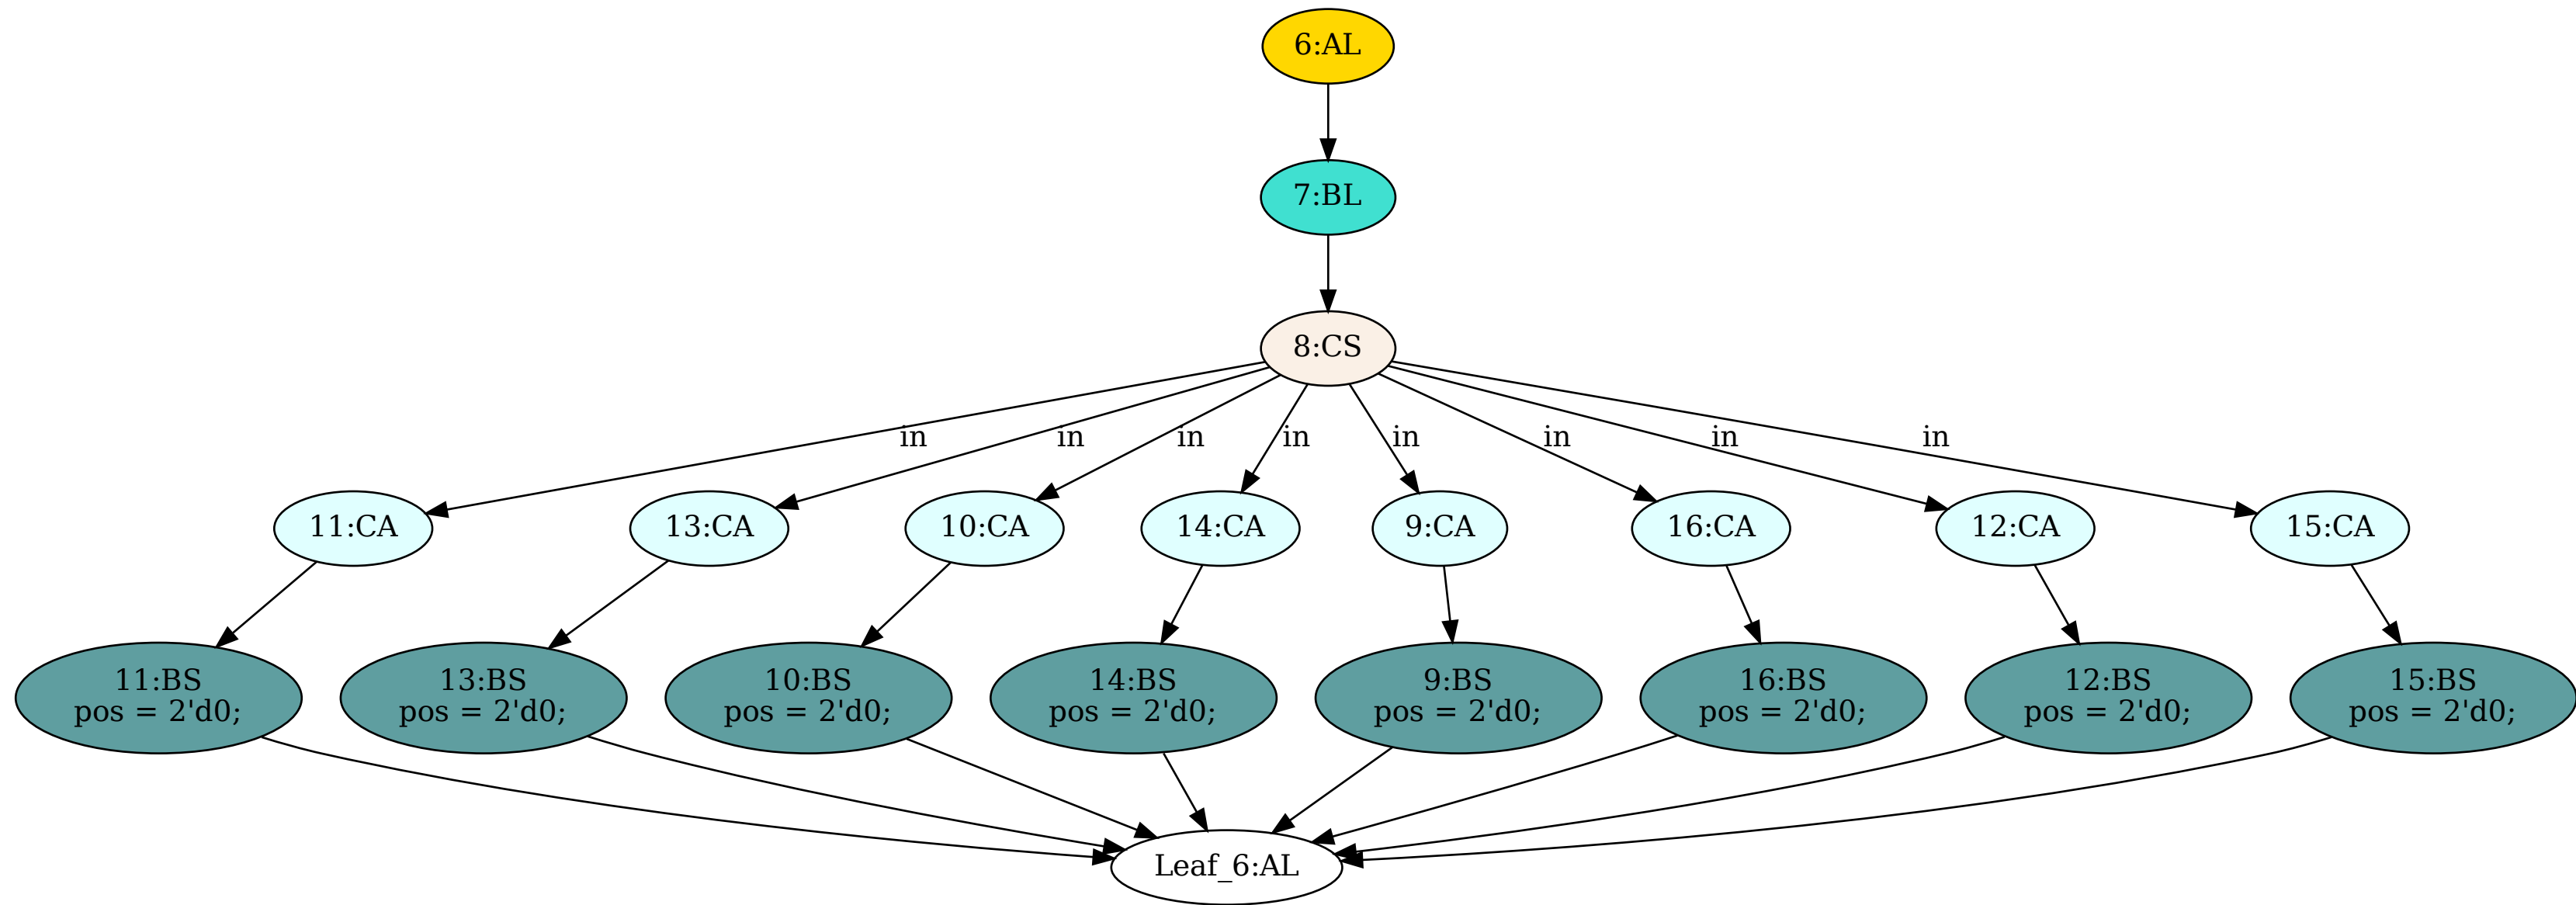 6:AL
7:BL
8:CS
in in in in in in in in
11:CA 13:CA 10:CA 14:CA 9:CA 16:CA 12:CA 15:CA
11:BS
pos = 2'd0;
13:BS
pos = 2'd0;
10:BS
pos = 2'd0;
14:BS
pos = 2'd0;
9:BS
pos = 2'd0;
16:BS
pos = 2'd0;
12:BS
pos = 2'd0;
15:BS
pos = 2'd0;
Leaf_6:AL